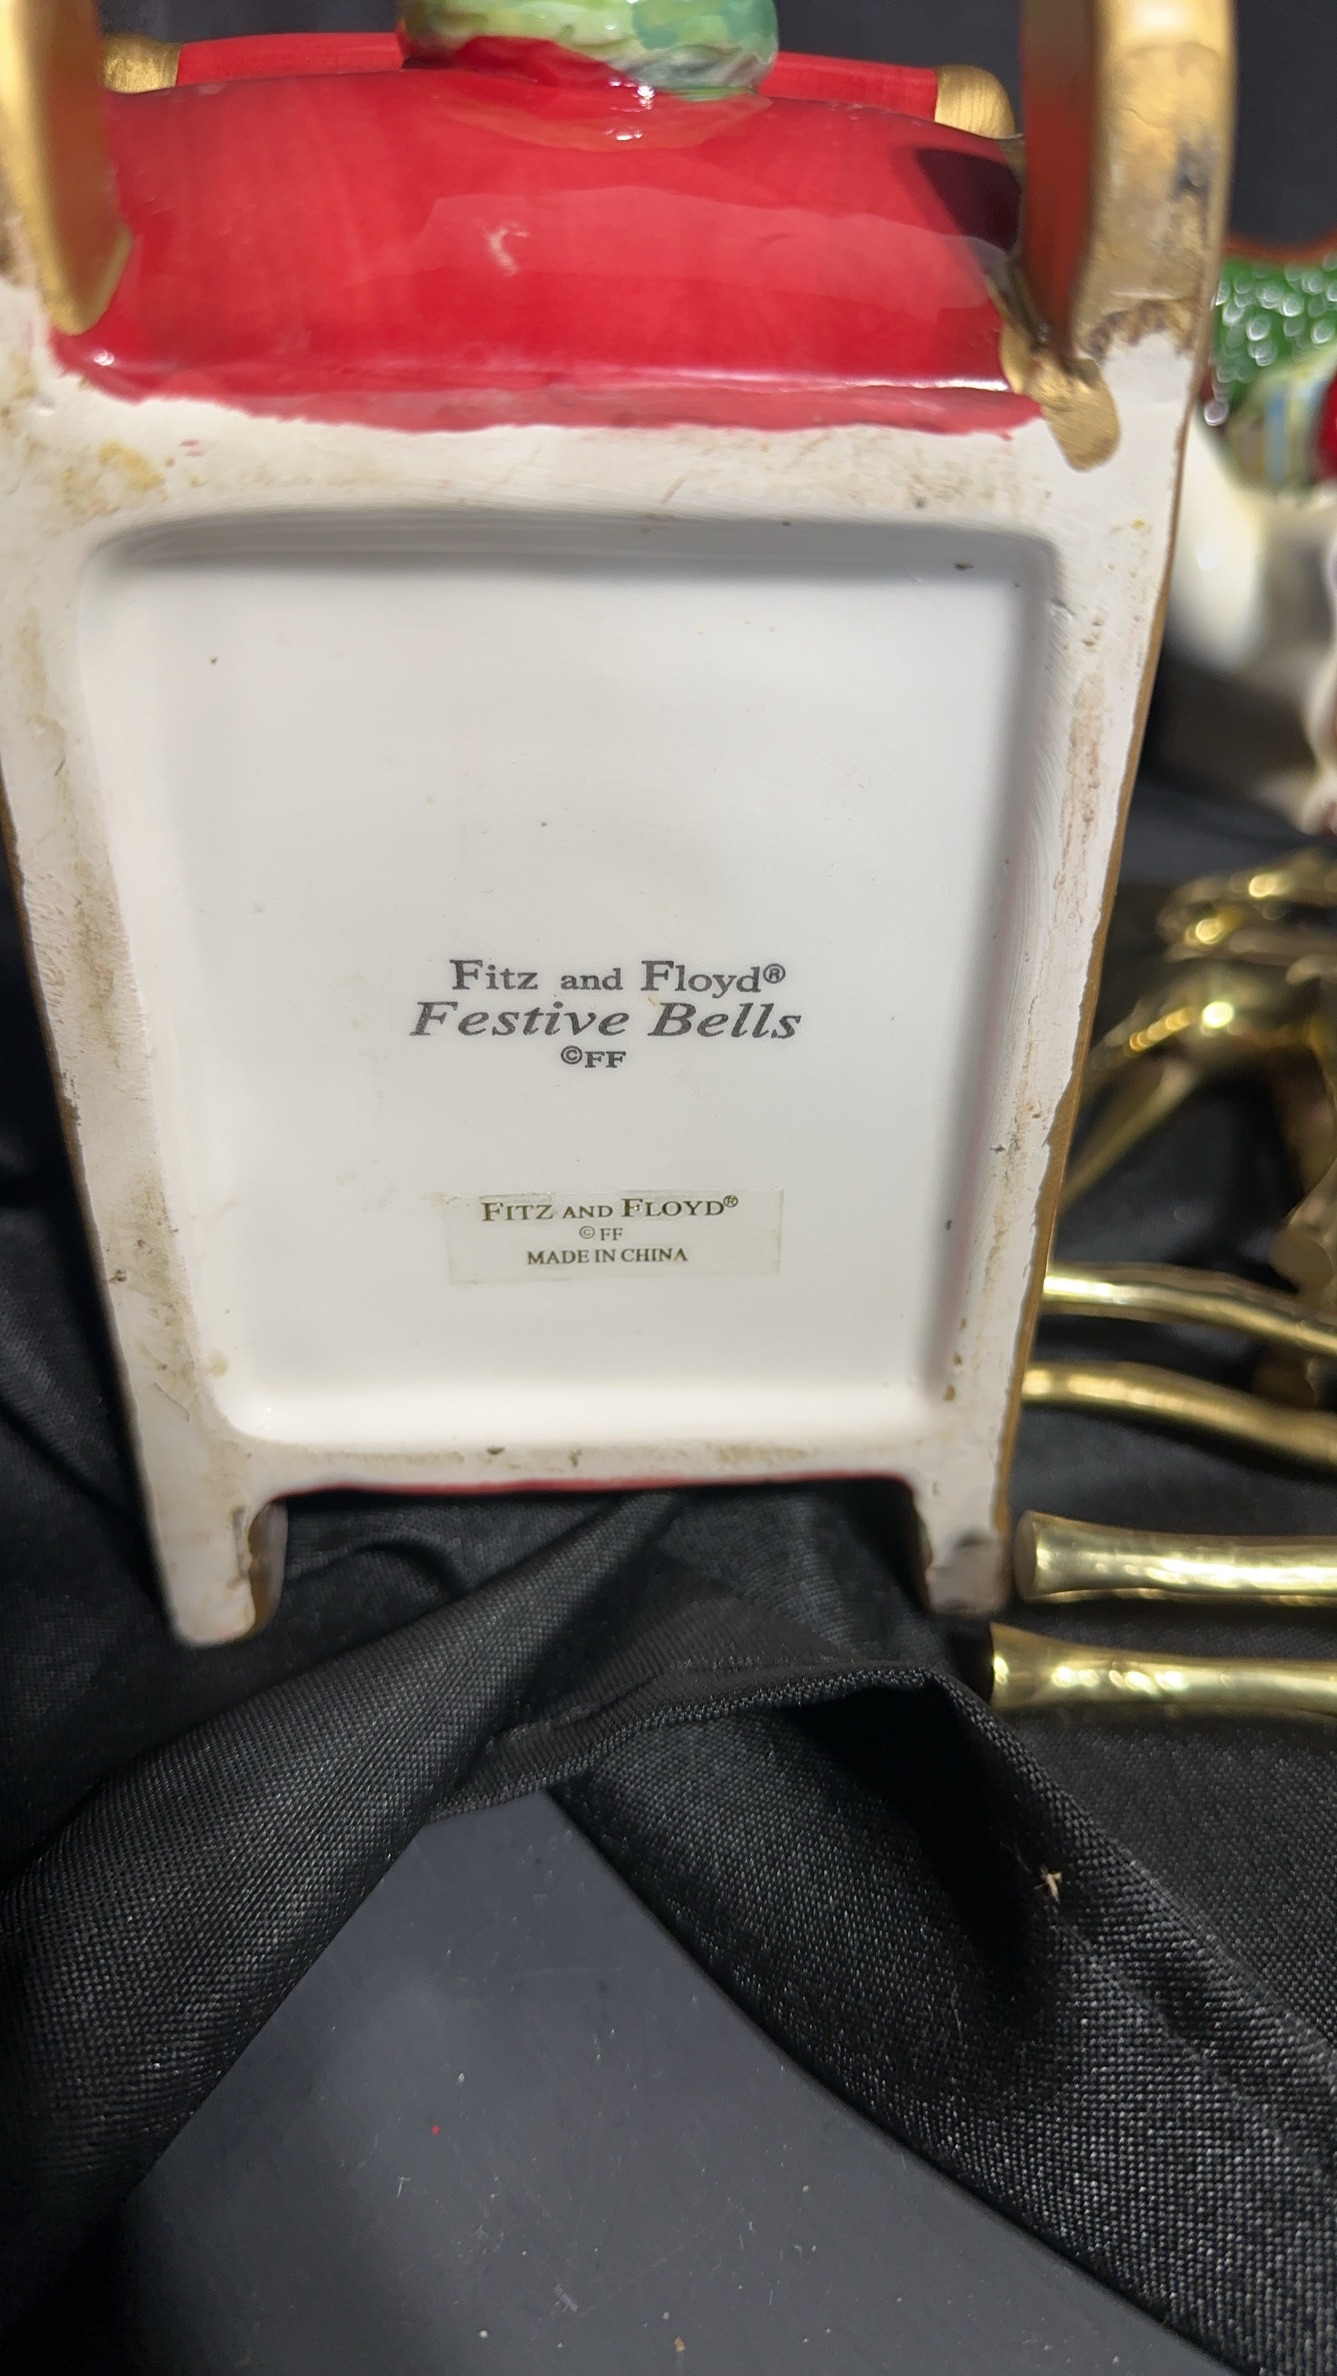 Fitz and Floyd®
Festive Bells
©FF
FITZ AND FLOYD®
© FF
MADE IN CHINA